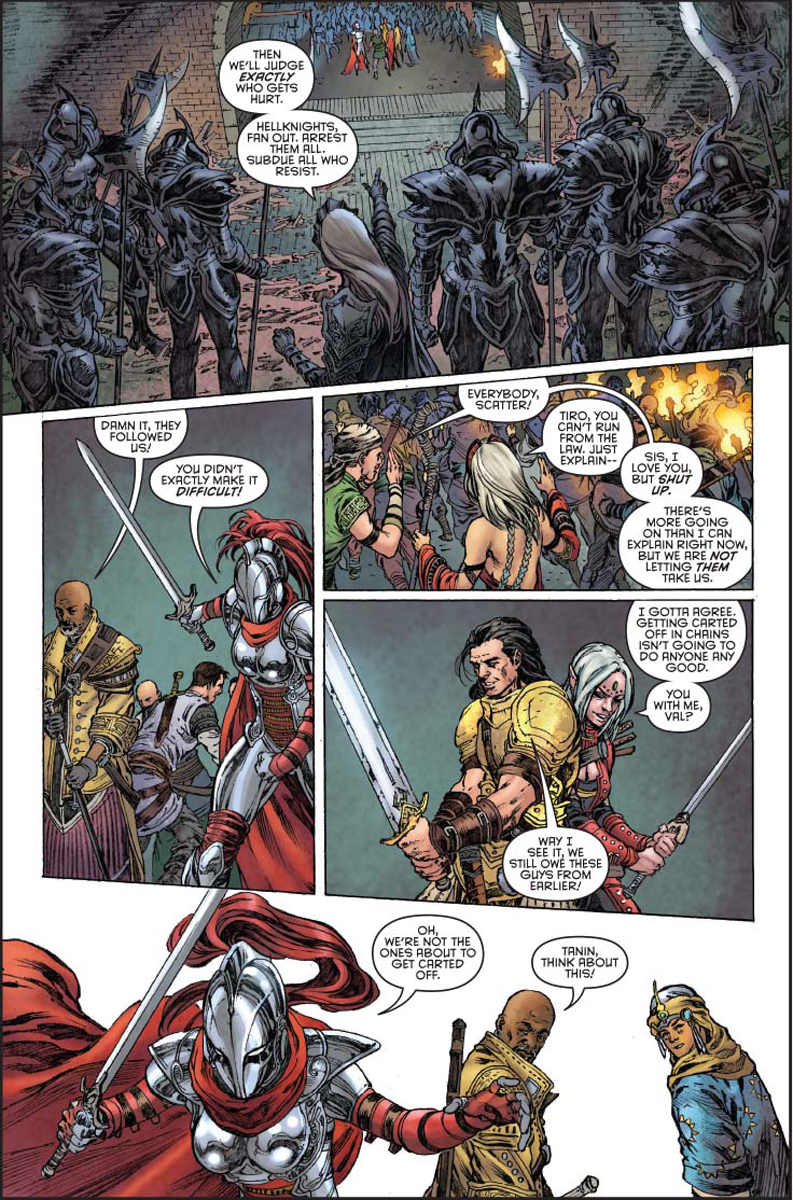 THEN
WE'LL JUDGE
EXACTLY
WHO GETS
HURT.
HELLKNIGHTS,
FAN OUT. ARREST
THEM ALL.
SUBDUE ALL WHO
RESIST.
DAMN IT, THEY
FOLLOWED
US!
YOU DIDN'T
EXACTLY MAKE IT
DIFFICULT!
EVERYBODY,
SCATTER!
TIRO, YOU
CAN'T RUN
FROM THE
LAW. JUST
EXPLAIN--
SIS, I
LOVE YOU,
BUT SHUT
UP.
THERE'S
MORE GOING
ON THAN I CAN
EXPLAIN RIGHT NOW,
BUT WE ARE NOT
LETTING THEM
TAKE US.
I GOTTA AGREE.
GETTING CARTED
OFF IN CHAINS
ISN'T GOING TO
DO ANYONE ANY
GOOD.
YOU
WITH ME,
VAL?
WAY I
SEE IT, WE
STILL OWE THESE
GUYS FROM
EARLIER!
OH,
WE'RE NOT THE
ONES ABOUT TO
GET CARTED
OFF.
TANIN,
THINK ABOUT
THIS!